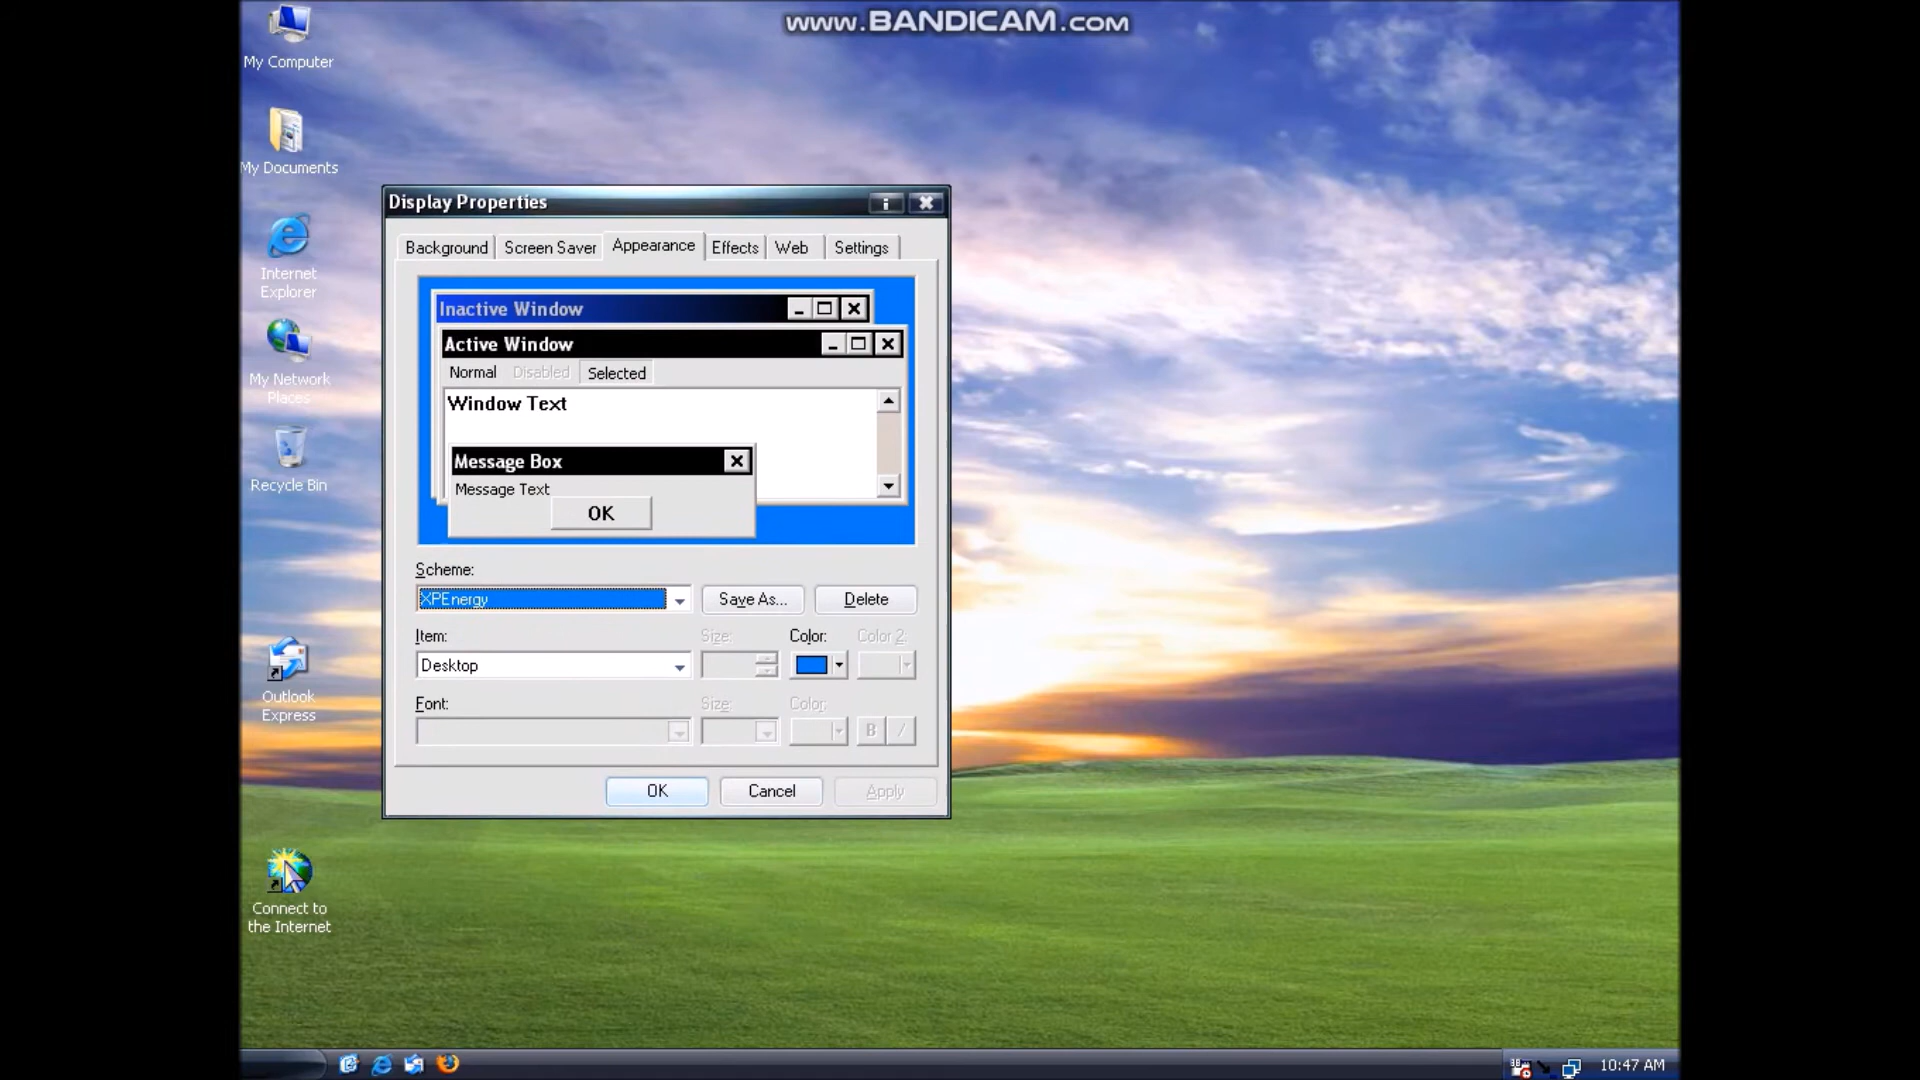 www.BANDICAM.com
My Computer
My Documents
Internet
Explorer
My Network
Places
Recycle Bin
Outlook
Express
Connect to
the Internet
Display Properties
Background Screen Saver Appearance Effects Web Settings
Inactive Window
Active Window
Normal Disabled Selected
Window Text
Message Box
Message Text
OK
Scheme:
XPEnergy Save As... Delete
Item: Size: Color: Color 2:
Desktop
Font: Size: Color:
B /
OK Cancel Apply
10:47 AM